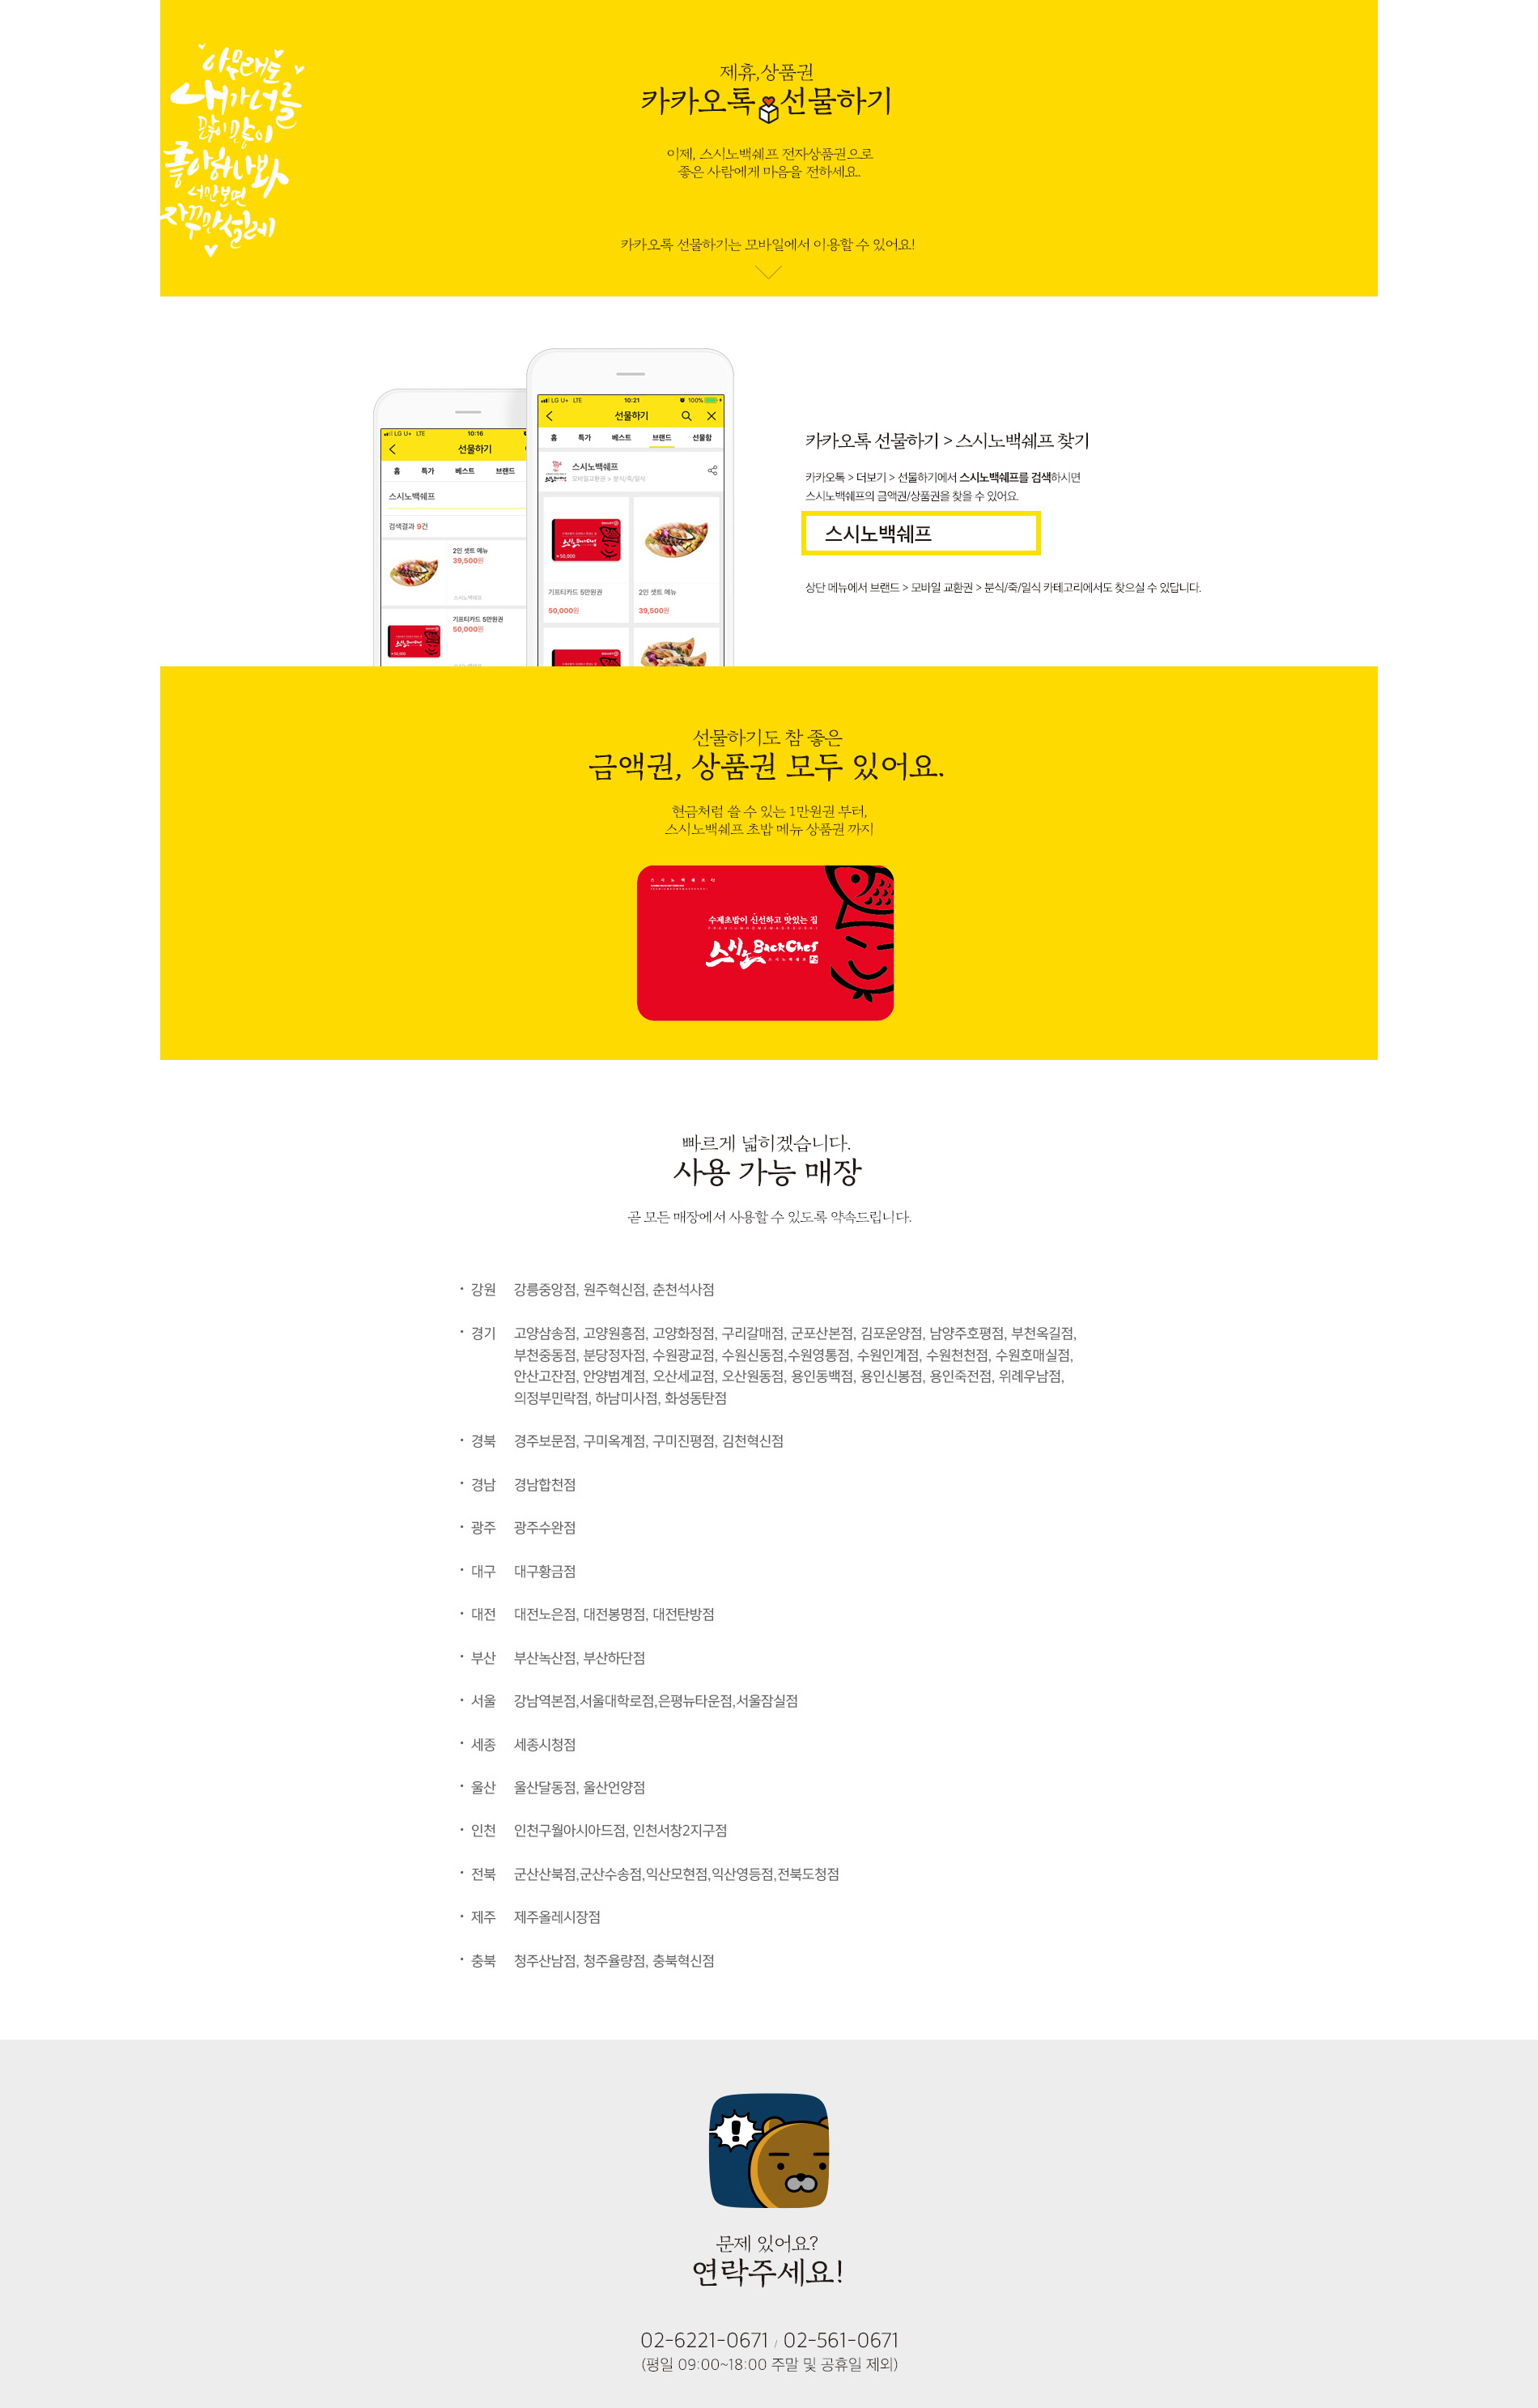 아무래도
내가 너를
많이 많이
좋아하나봐
너만 보면
자꾸만 설레
제휴,상품권
카카오톡 선물하기
이제, 스시노백쉐프 전자상품권으로
좋은 사람에게 마음을 전하세요.
카카오톡 선물하기는 모바일에서 이용할 수 있어요!
LG U+ LTE 10:16
선물하기
홈 특가 베스트 브랜드
스시노백쉐프
검색결과 9건
2인 셋트 메뉴
39,500원
스시노백쉐프
기프티카드 5만원권
50,000원
LG U+ LTE 10:21 100%
선물하기
홈 특가 베스트 브랜드 선물함
스시노백쉐프
모바일교환권 > 분식/죽/일식
₩50,000
기프티카드 5만원권
50,000원
2인 셋트 메뉴
39,500원
카카오톡 선물하기 > 스시노백쉐프 찾기
카카오톡 > 더보기 > 선물하기에서 스시노백쉐프를 검색하시면
스시노백쉐프의 금액권/상품권을 찾을 수 있어요.
스시노백쉐프
상단 메뉴에서 브랜드 > 모바일 교환권 > 분식/죽/일식 카테고리에서도 찾으실 수 있답니다.
선물하기도 참 좋은
금액권, 상품권 모두 있어요.
현금처럼 쓸 수 있는 1만원권 부터,
스시노백쉐프 초밥 메뉴 상품권 까지
수제초밥이 신선하고 맛있는 집
스시노 BackChef
스시노백쉐프
빠르게 넓히겠습니다.
사용 가능 매장
곧 모든 매장에서 사용할 수 있도록 약속드립니다.
· 강원 강릉중앙점, 원주혁신점, 춘천석사점
· 경기 고양삼송점, 고양원흥점, 고양화정점, 구리갈매점, 군포산본점, 김포운양점, 남양주호평점, 부천옥길점,
부천중동점, 분당정자점, 수원광교점, 수원신동점,수원영통점, 수원인계점, 수원천천점, 수원호매실점,
안산고잔점, 안양범계점, 오산세교점, 오산원동점, 용인동백점, 용인신봉점, 용인죽전점, 위례우남점,
의정부민락점, 하남미사점, 화성동탄점
· 경북 경주보문점, 구미옥계점, 구미진평점, 김천혁신점
· 경남 경남합천점
· 광주 광주수완점
· 대구 대구황금점
· 대전 대전노은점, 대전봉명점, 대전탄방점
· 부산 부산녹산점, 부산하단점
· 서울 강남역본점,서울대학로점,은평뉴타운점,서울잠실점
· 세종 세종시청점
· 울산 울산달동점, 울산언양점
· 인천 인천구월아시아드점, 인천서창2지구점
· 전북 군산산북점,군산수송점,익산모현점,익산영등점,전북도청점
· 제주 제주올레시장점
· 충북 청주산남점, 청주율량점, 충북혁신점
문제 있어요?
연락주세요!
02-6221-0671 / 02-561-0671
(평일 09:00~18:00 주말 및 공휴일 제외)